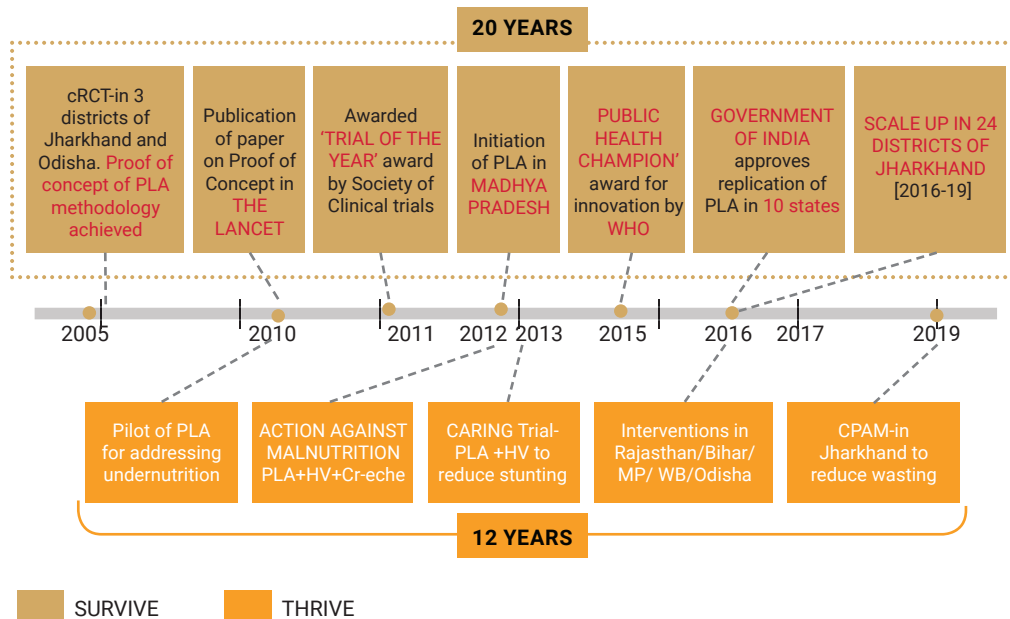 20 YEARS
cRCT-in 3
districts of
Jharkhand and
Odisha. Proof of
concept of PLA
methodology
achieved
Publication
of paper
on Proof of
Concept in
THE
LANCET
Awarded
‘TRIAL OF THE
YEAR’ award
by Society of
Clinical trials
Initiation
of PLA in
MADHYA
PRADESH
PUBLIC
HEALTH
CHAMPION’
award for
innovation by
WHO
GOVERNMENT
OF INDIA
approves
replication of
PLA in 10 states
SCALE UP IN 24
DISTRICTS OF
JHARKHAND
[2016-19]
2005
2010
2011
2012
2013
2015
2016
2017
2019
Pilot of PLA
for addressing
undernutrition
ACTION AGAINST
MALNUTRITION
PLA+HV+Cr-eche
CARING Trial-
PLA +HV to
reduce stunting
Interventions in
Rajasthan/Bihar/
MP/ WB/Odisha
CPAM-in
Jharkhand to
reduce wasting
12 YEARS
SURVIVE
THRIVE